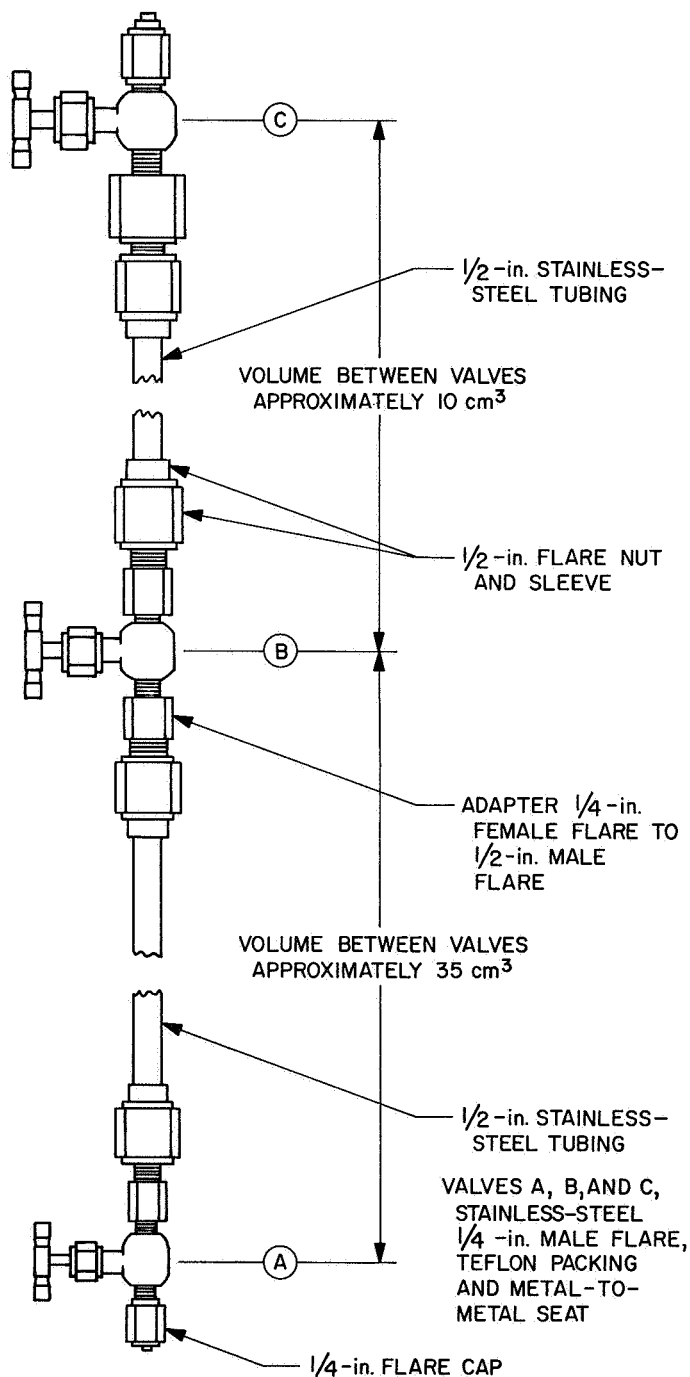 C
1/2-in. STAINLESS-
STEEL TUBING
VOLUME BETWEEN VALVES
APPROXIMATELY 10 cm³
1/2-in. FLARE NUT
AND SLEEVE
B
ADAPTER 1/4-in.
FEMALE FLARE TO
1/2-in. MALE
FLARE
VOLUME BETWEEN VALVES
APPROXIMATELY 35 cm³
1/2-in. STAINLESS-
STEEL TUBING
VALVES A, B, AND C,
STAINLESS-STEEL
1/4-in. MALE FLARE,
TEFLON PACKING
AND METAL-TO-
METAL SEAT
A
1/4-in. FLARE CAP